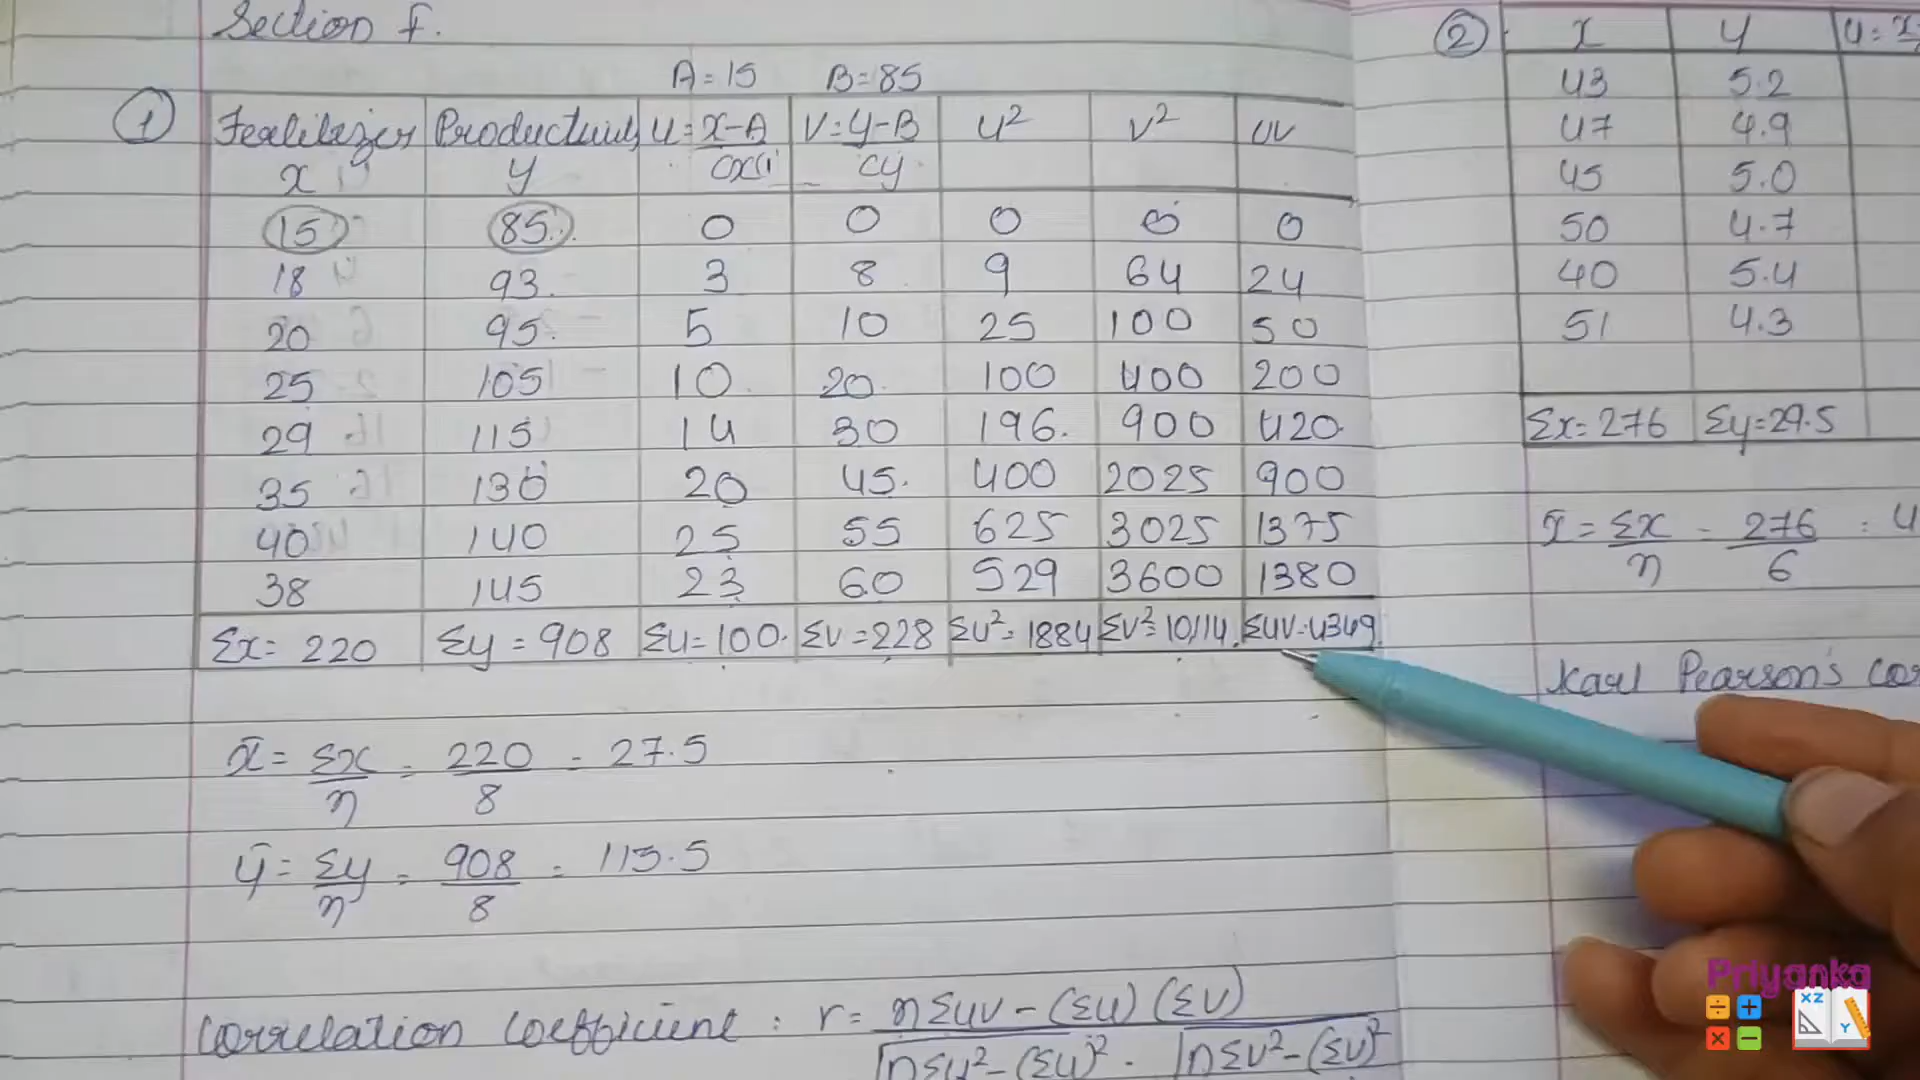 Section F.
A=15 B=85
① Fertilizer x Productivity y u=x-A/cx(1) v=y-B/cy u² v² uv
15 85. 0 0 0 0 0
18 93. 3 8 9 64 24
20 95. 5 10 25 100 50
25 105 10. 20. 100 400 200
29 115 14 30 196. 900 420.
35 130 20 45. 400 2025 900
40 140 25 55 625 3025 1375
38 145 23 60 529 3600 1380
Σx= 220 Σy = 908 Σu=100. Σv=228 Σu²=1884 Σv²=10114. Σuv=4349.
x̄ = Σx/n = 220/8 = 27.5
ȳ = Σy/n = 908/8 = 113.5
Correlation coefficient : r = nΣuv - (Σu)(Σv) / √nΣu²-(Σu)² . √nΣv²-(Σv)²
② x y u=
43 5.2
47 4.9
45 5.0
50 4.7
40 5.4
51 4.3
Σx=276 Σy=29.5
x̄ = Σx/n = 276/6 = 4
Karl Pearson's cor
Priyanka
XZ
Y